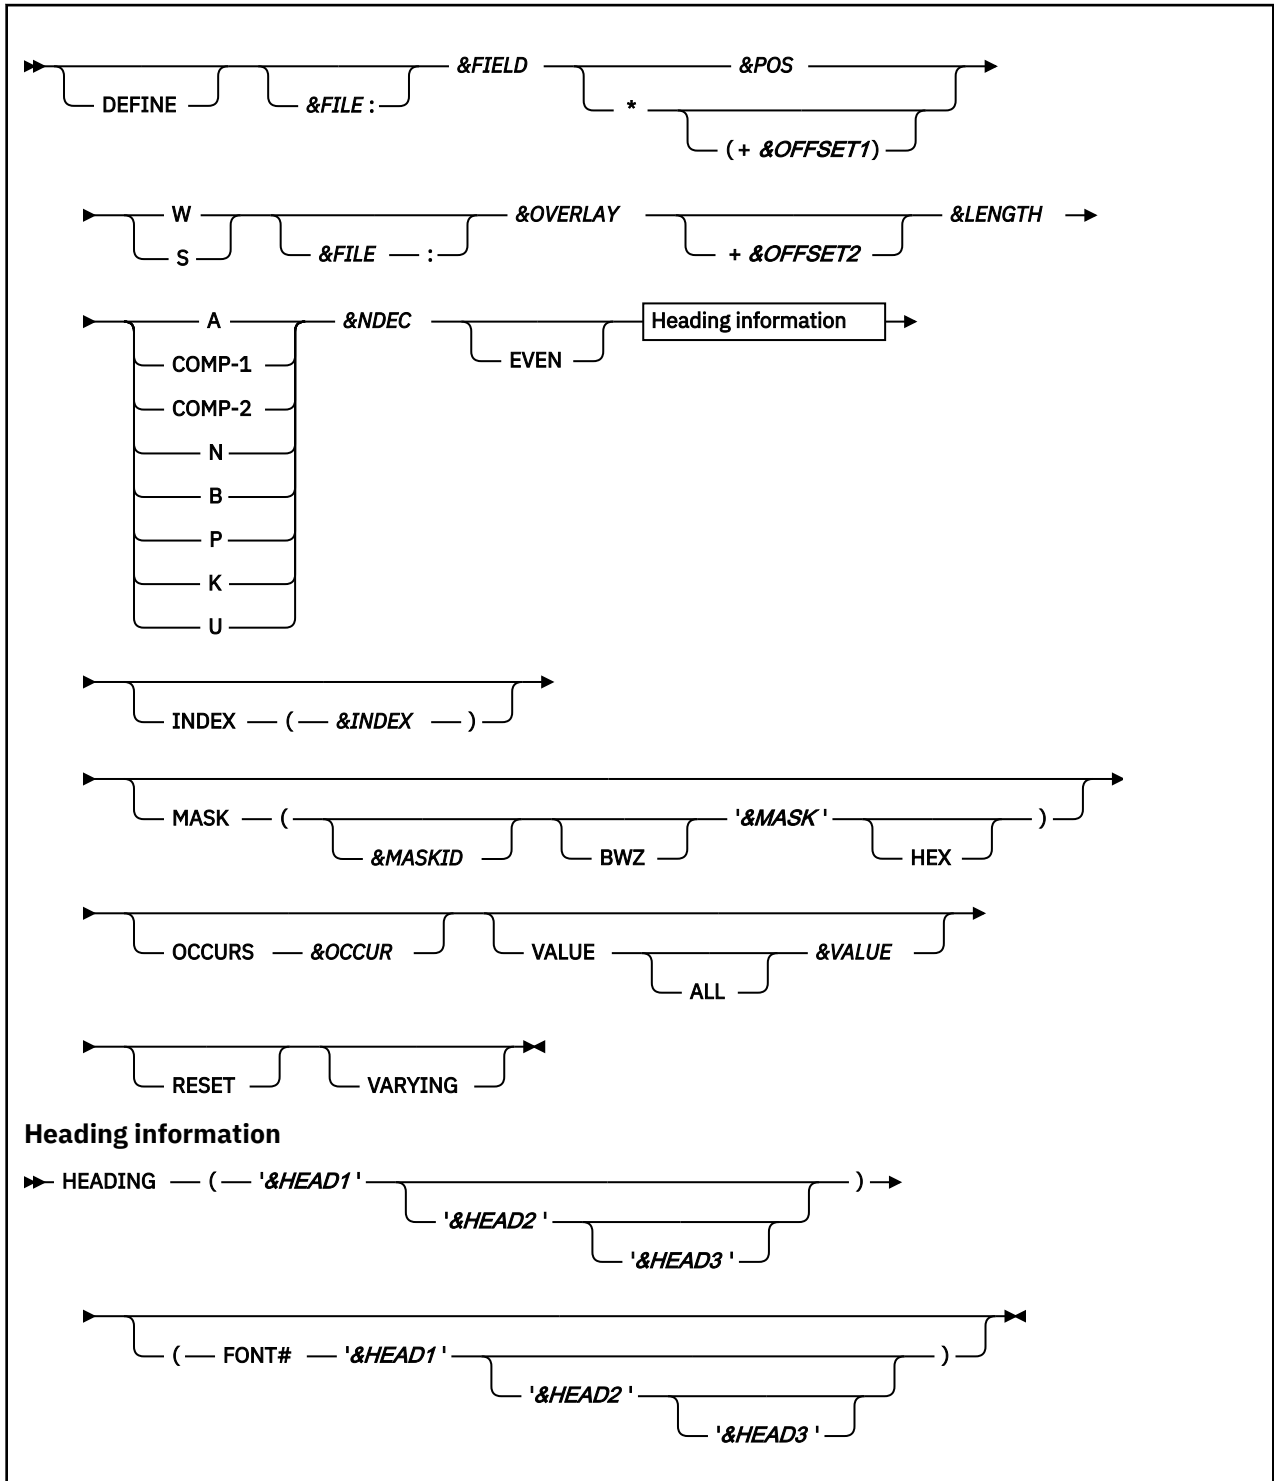 &FIELD &POS
DEFINE &FILE : *
(+ &OFFSET1)
W &OVERLAY &LENGTH
S &FILE : + &OFFSET2
A &NDEC Heading information
COMP-1 EVEN
COMP-2
N
B
P
K
U
INDEX ( &INDEX )
MASK ( '&MASK ' )
&MASKID BWZ HEX
OCCURS &OCCUR VALUE &VALUE
ALL
RESET VARYING
Heading information
HEADING ( '&HEAD1 ' )
'&HEAD2 '
'&HEAD3 '
( FONT# '&HEAD1 ' )
'&HEAD2 '
'&HEAD3 '